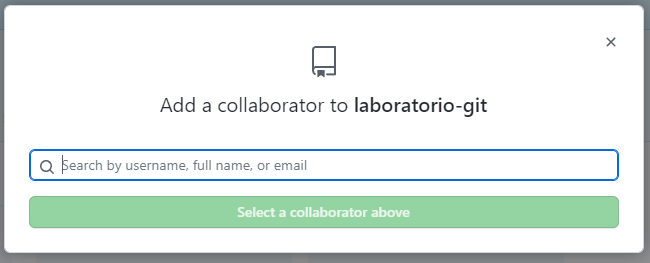 Add a collaborator to laboratorio-git
Search by username, full name, or email
Select a collaborator above